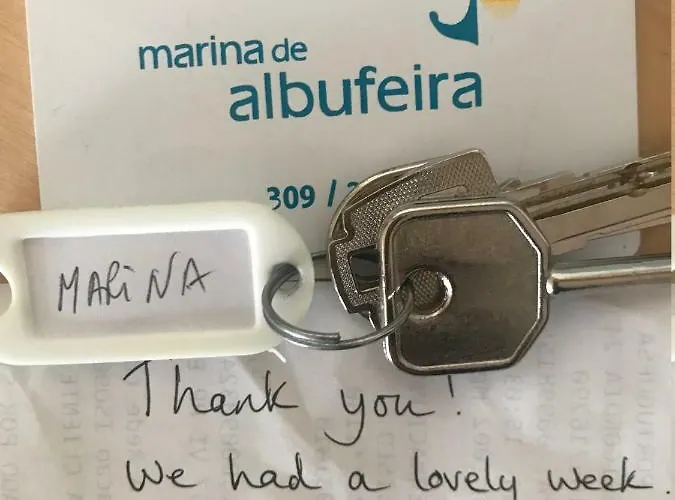 marina de
albufeira
309 /
MARiNA
Thank you!
We had a lovely week.